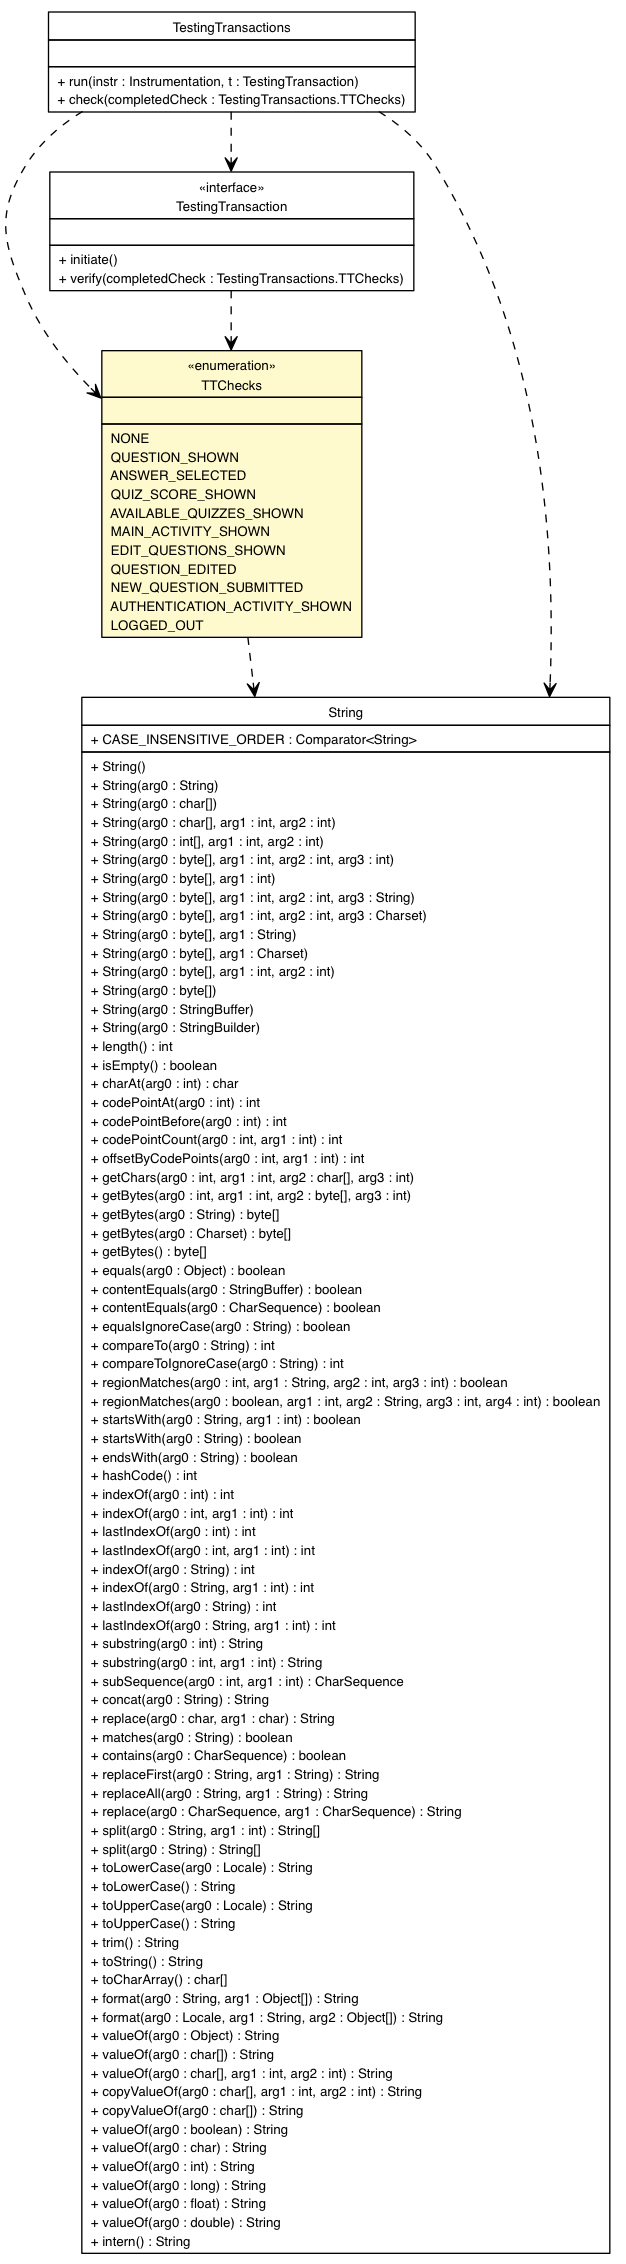 TestingTransactions
+ run(instr : Instrumentation, t : TestingTransaction)
+ check(completedCheck : TestingTransactions.TTChecks)
«interface»
TestingTransaction
+ initiate()
+ verify(completedCheck : TestingTransactions.TTChecks)
«enumeration»
TTChecks
NONE
QUESTION_SHOWN
ANSWER_SELECTED
QUIZ_SCORE_SHOWN
AVAILABLE_QUIZZES_SHOWN
MAIN_ACTIVITY_SHOWN
EDIT_QUESTIONS_SHOWN
QUESTION_EDITED
NEW_QUESTION_SUBMITTED
AUTHENTICATION_ACTIVITY_SHOWN
LOGGED_OUT
String
+ CASE_INSENSITIVE_ORDER : Comparator<String>
+ String()
+ String(arg0 : String)
+ String(arg0 : char[])
+ String(arg0 : char[], arg1 : int, arg2 : int)
+ String(arg0 : int[], arg1 : int, arg2 : int)
+ String(arg0 : byte[], arg1 : int, arg2 : int, arg3 : int)
+ String(arg0 : byte[], arg1 : int)
+ String(arg0 : byte[], arg1 : int, arg2 : int, arg3 : String)
+ String(arg0 : byte[], arg1 : int, arg2 : int, arg3 : Charset)
+ String(arg0 : byte[], arg1 : String)
+ String(arg0 : byte[], arg1 : Charset)
+ String(arg0 : byte[], arg1 : int, arg2 : int)
+ String(arg0 : byte[])
+ String(arg0 : StringBuffer)
+ String(arg0 : StringBuilder)
+ length() : int
+ isEmpty() : boolean
+ charAt(arg0 : int) : char
+ codePointAt(arg0 : int) : int
+ codePointBefore(arg0 : int) : int
+ codePointCount(arg0 : int, arg1 : int) : int
+ offsetByCodePoints(arg0 : int, arg1 : int) : int
+ getChars(arg0 : int, arg1 : int, arg2 : char[], arg3 : int)
+ getBytes(arg0 : int, arg1 : int, arg2 : byte[], arg3 : int)
+ getBytes(arg0 : String) : byte[]
+ getBytes(arg0 : Charset) : byte[]
+ getBytes() : byte[]
+ equals(arg0 : Object) : boolean
+ contentEquals(arg0 : StringBuffer) : boolean
+ contentEquals(arg0 : CharSequence) : boolean
+ equalsIgnoreCase(arg0 : String) : boolean
+ compareTo(arg0 : String) : int
+ compareToIgnoreCase(arg0 : String) : int
+ regionMatches(arg0 : int, arg1 : String, arg2 : int, arg3 : int) : boolean
+ regionMatches(arg0 : boolean, arg1 : int, arg2 : String, arg3 : int, arg4 : int) : boolean
+ startsWith(arg0 : String, arg1 : int) : boolean
+ startsWith(arg0 : String) : boolean
+ endsWith(arg0 : String) : boolean
+ hashCode() : int
+ indexOf(arg0 : int) : int
+ indexOf(arg0 : int, arg1 : int) : int
+ lastIndexOf(arg0 : int) : int
+ lastIndexOf(arg0 : int, arg1 : int) : int
+ indexOf(arg0 : String) : int
+ indexOf(arg0 : String, arg1 : int) : int
+ lastIndexOf(arg0 : String) : int
+ lastIndexOf(arg0 : String, arg1 : int) : int
+ substring(arg0 : int) : String
+ substring(arg0 : int, arg1 : int) : String
+ subSequence(arg0 : int, arg1 : int) : CharSequence
+ concat(arg0 : String) : String
+ replace(arg0 : char, arg1 : char) : String
+ matches(arg0 : String) : boolean
+ contains(arg0 : CharSequence) : boolean
+ replaceFirst(arg0 : String, arg1 : String) : String
+ replaceAll(arg0 : String, arg1 : String) : String
+ replace(arg0 : CharSequence, arg1 : CharSequence) : String
+ split(arg0 : String, arg1 : int) : String[]
+ split(arg0 : String) : String[]
+ toLowerCase(arg0 : Locale) : String
+ toLowerCase() : String
+ toUpperCase(arg0 : Locale) : String
+ toUpperCase() : String
+ trim() : String
+ toString() : String
+ toCharArray() : char[]
+ format(arg0 : String, arg1 : Object[]) : String
+ format(arg0 : Locale, arg1 : String, arg2 : Object[]) : String
+ valueOf(arg0 : Object) : String
+ valueOf(arg0 : char[]) : String
+ valueOf(arg0 : char[], arg1 : int, arg2 : int) : String
+ copyValueOf(arg0 : char[], arg1 : int, arg2 : int) : String
+ copyValueOf(arg0 : char[]) : String
+ valueOf(arg0 : boolean) : String
+ valueOf(arg0 : char) : String
+ valueOf(arg0 : int) : String
+ valueOf(arg0 : long) : String
+ valueOf(arg0 : float) : String
+ valueOf(arg0 : double) : String
+ intern() : String